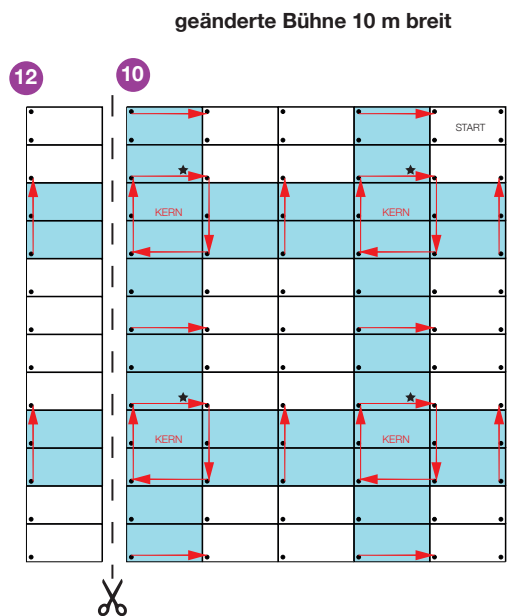 geänderte Bühne 10 m breit
12
10
START
KERN
KERN
KERN
KERN